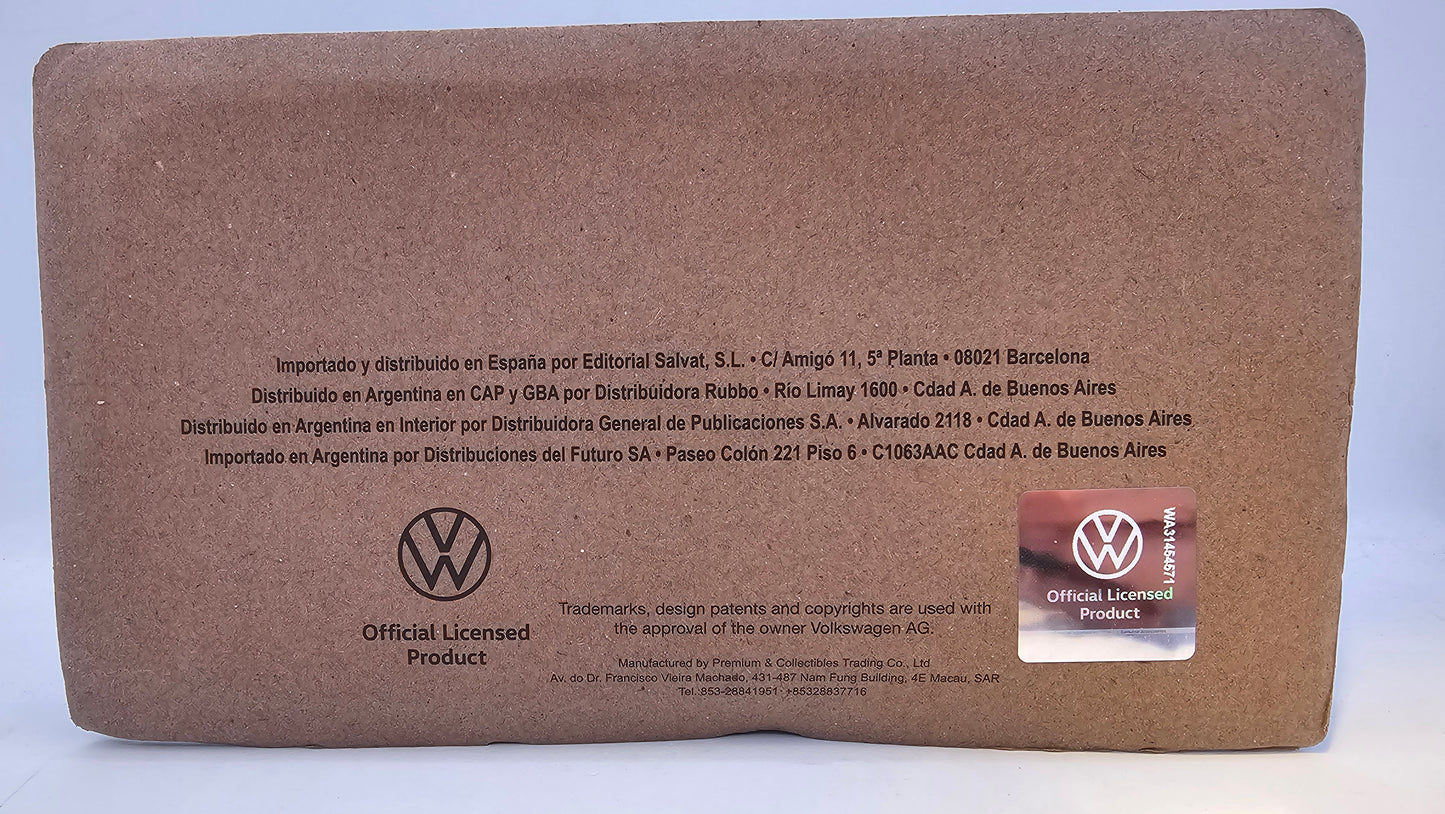 Importado y distribuido en España por Editorial Salvat, S.L. • C/ Amigó 11, 5ª Planta • 08021 Barcelona
Distribuido en Argentina en CAP y GBA por Distribuidora Rubbo • Río Limay 1600 • Cdad A. de Buenos Aires
Distribuido en Argentina en Interior por Distribuidora General de Publicaciones S.A. • Alvarado 2118 • Cdad A. de Buenos Aires
Importado en Argentina por Distribuciones del Futuro SA • Paseo Colón 221 Piso 6 • C1063AAC Cdad A. de Buenos Aires
Official Licensed
Product
Trademarks, design patents and copyrights are used with
the approval of the owner Volkswagen AG.
Manufactured by Premium & Collectibles Trading Co., Ltd
Av. do Dr. Francisco Vieira Machado, 431-487 Nam Fung Building, 4E Macau, SAR
Tel.:853-28841951· +85328837716
WA31454571
Official Licensed
Product